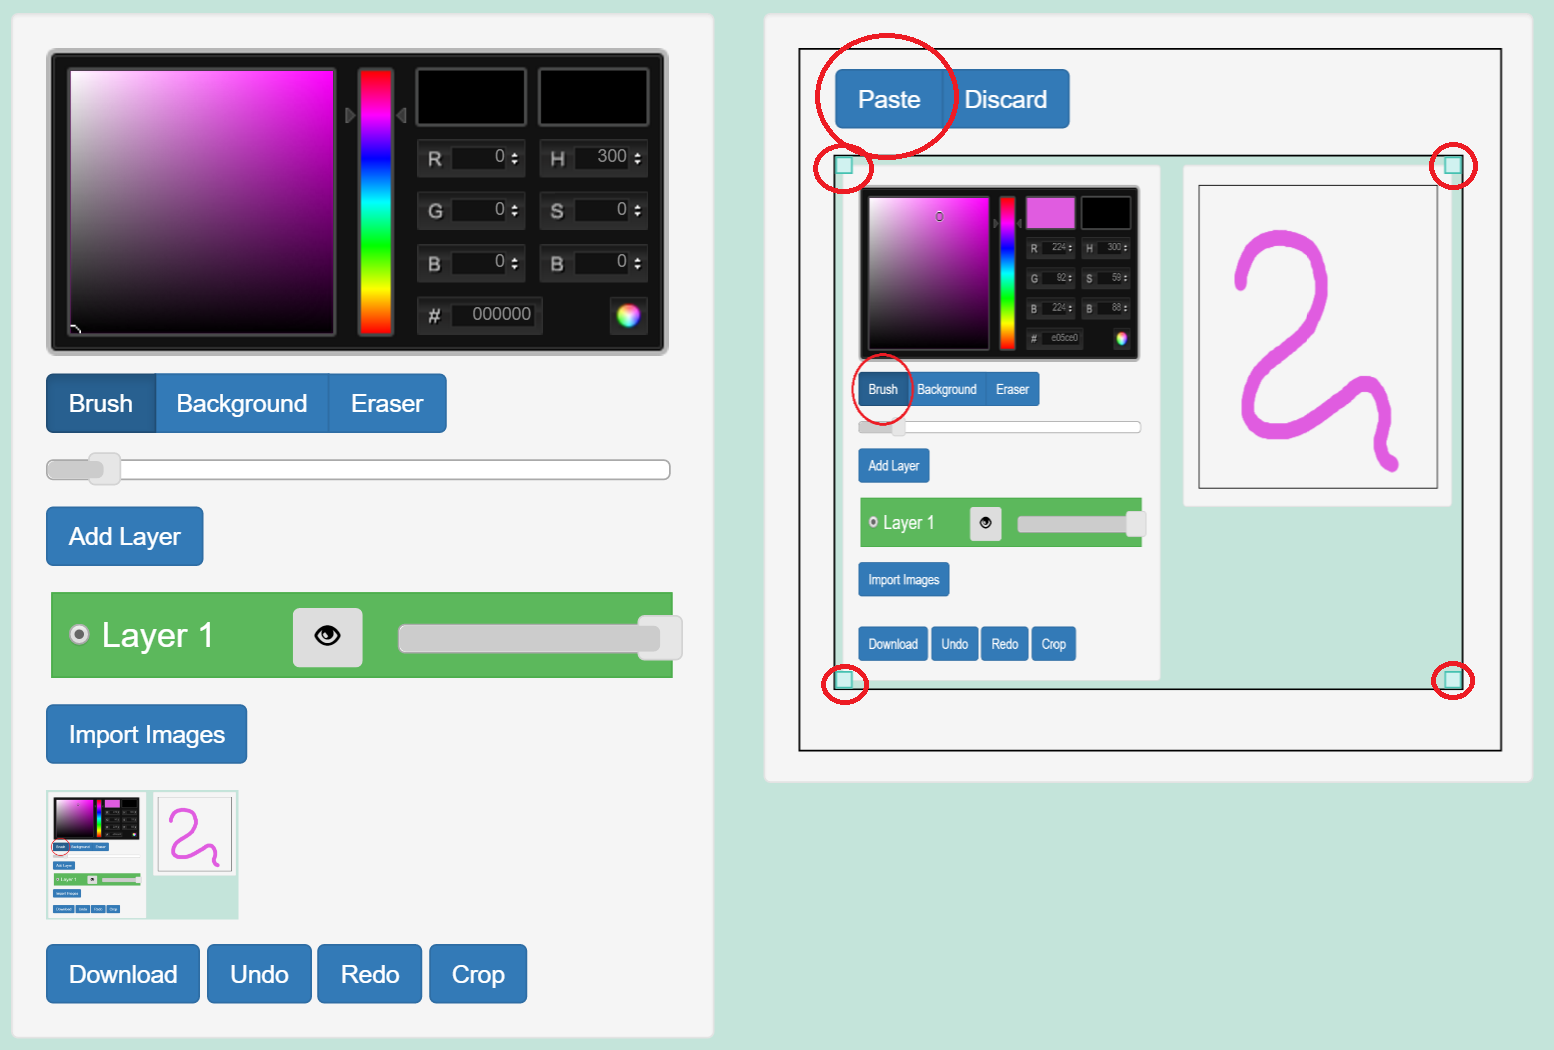 R 0 H 300
G 0 S 0
B 0 B 0
# 000000
Brush Background Eraser
Add Layer
Layer 1
Import Images
Download Undo Redo Crop
Paste Discard
R 224 H 300
G 92 S 59
B 224 B 88
# e05ce0
Brush Background Eraser
Add Layer
Layer 1
Import Images
Download Undo Redo Crop